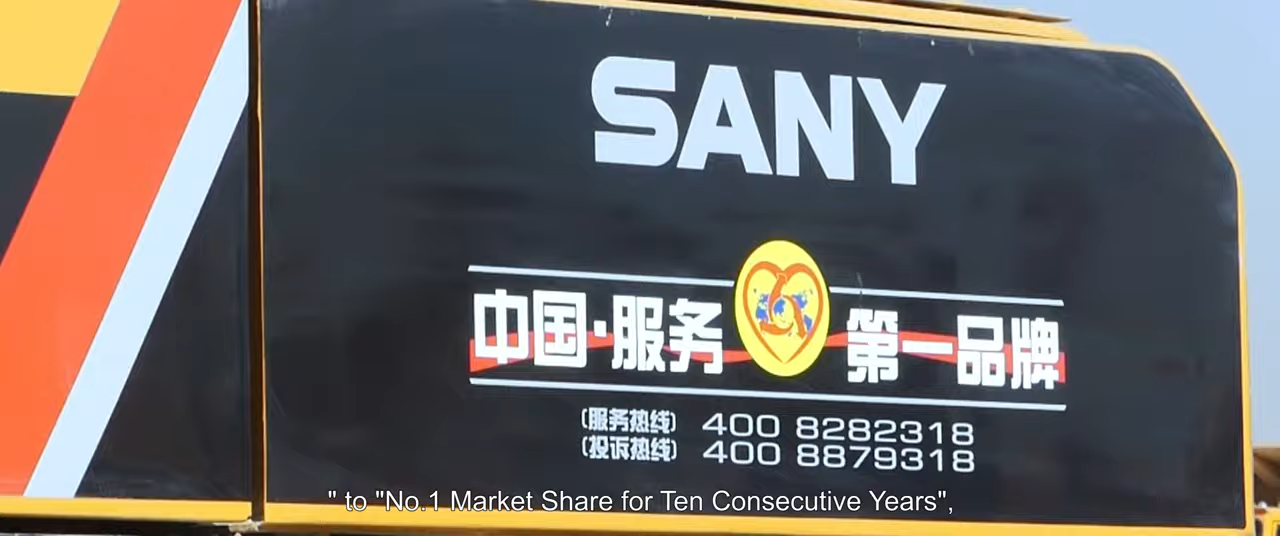 SANY
中国·服务 第一品牌
(服务热线) 400 8282318
(投诉热线) 400 8879318
" to "No.1 Market Share for Ten Consecutive Years",